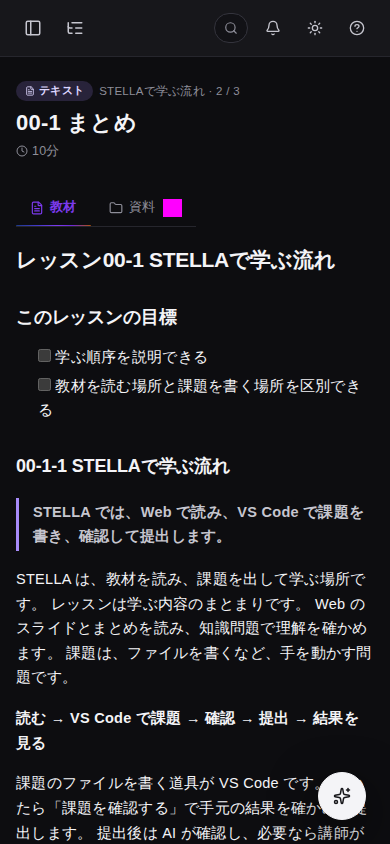 テキスト STELLAで学ぶ流れ · 2 / 3
00-1 まとめ
10分
教材 資料
レッスン00-1 STELLAで学ぶ流れ
このレッスンの目標
学ぶ順序を説明できる
教材を読む場所と課題を書く場所を区別でき
る
00-1-1 STELLAで学ぶ流れ
STELLA では、Web で読み、VS Code で課題を
書き、確認して提出します。
STELLA は、教材を読み、課題を出して学ぶ場所で
す。 レッスンは学ぶ内容のまとまりです。 Web の
スライドとまとめを読み、知識問題で理解を確かめ
ます。 課題は、ファイルを書くなど、手を動かす問
題です。
読む → VS Code で課題 → 確認 → 提出 → 結果を
見る
課題のファイルを書く道具が VS Code です。
たら「課題を確認する」で手元の結果を確か
出します。 提出後は AI が確認し、必要なら講師が